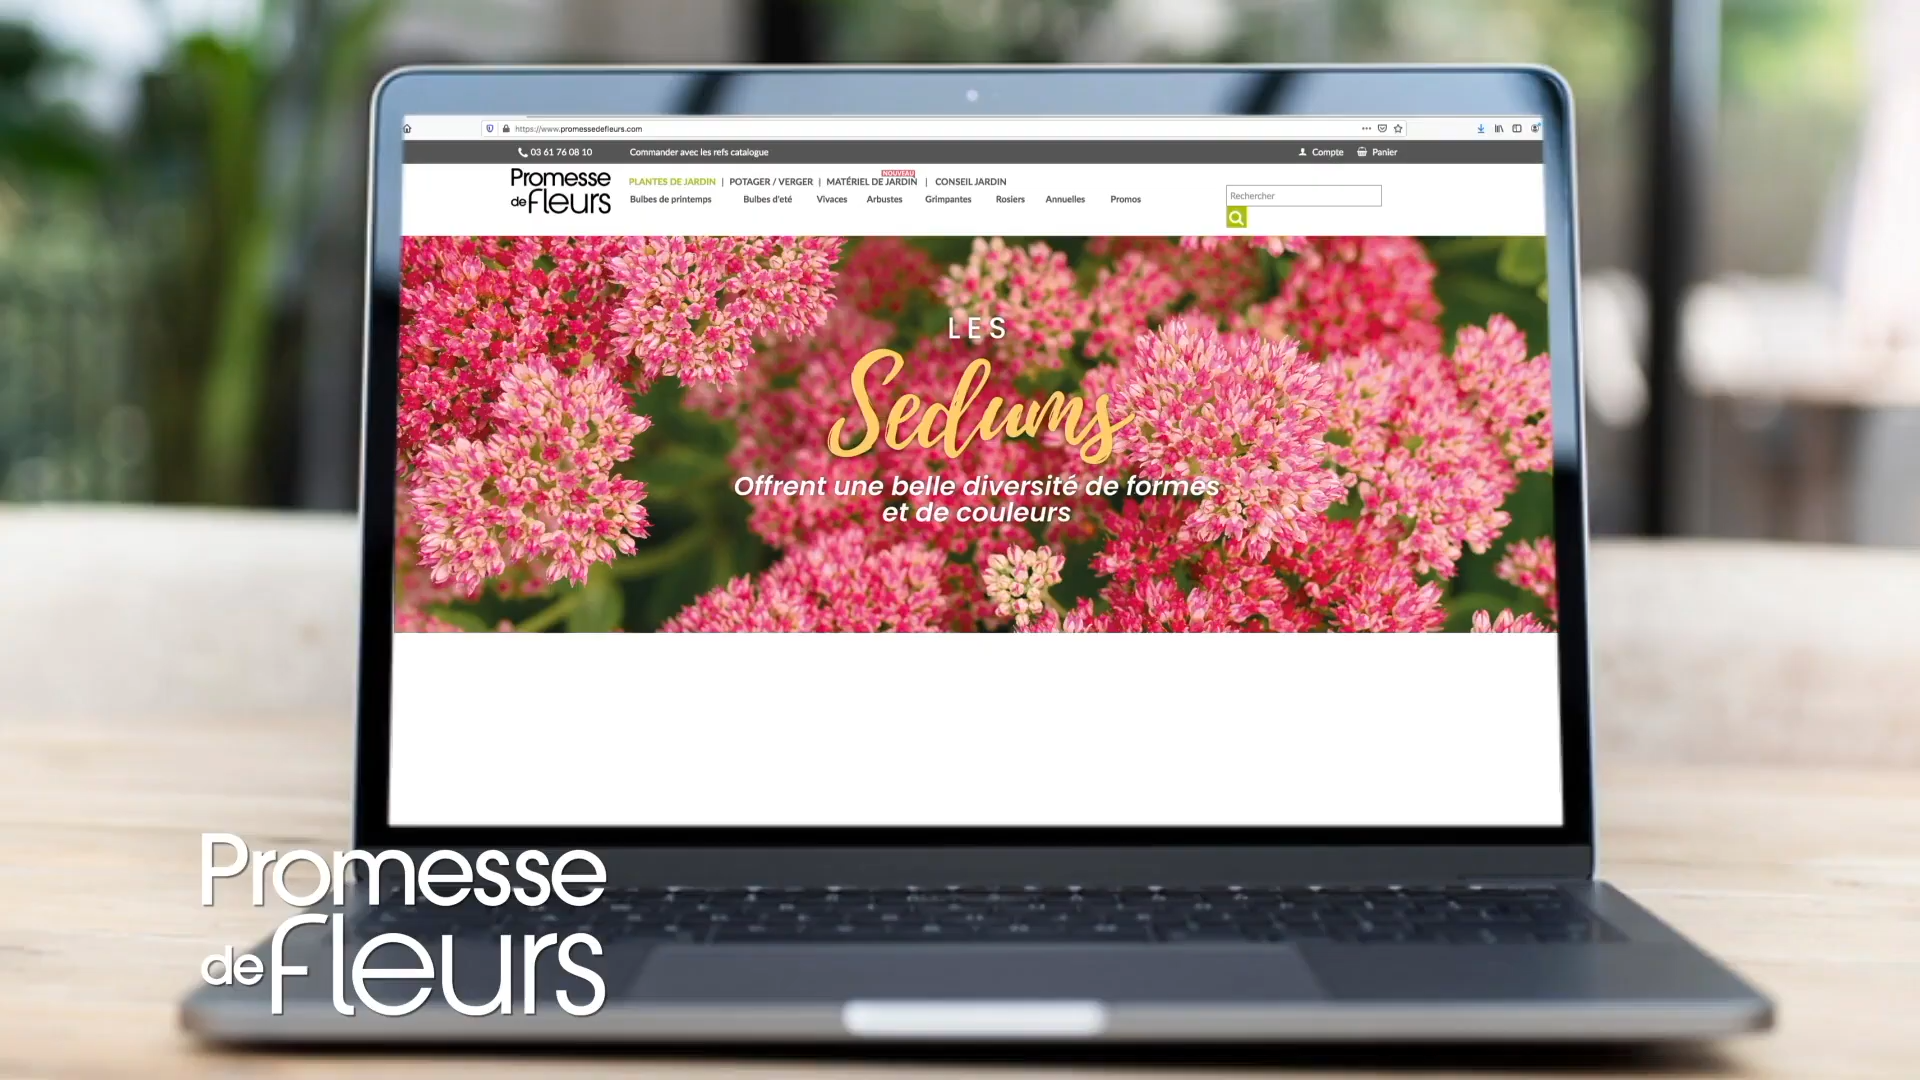 https://www.promessedefleurs.com
03 61 76 08 10 Commander avec les refs catalogue Compte Panier
Promesse
de Fleurs
NOUVEAU
PLANTES DE JARDIN | POTAGER / VERGER | MATÉRIEL DE JARDIN | CONSEIL JARDIN
Bulbes de printemps Bulbes d'eté Vivaces Arbustes Grimpantes Rosiers Annuelles Promos
Rechercher
LES
Sedums
Offrent une belle diversité de formes
et de couleurs
Promesse
de Fleurs